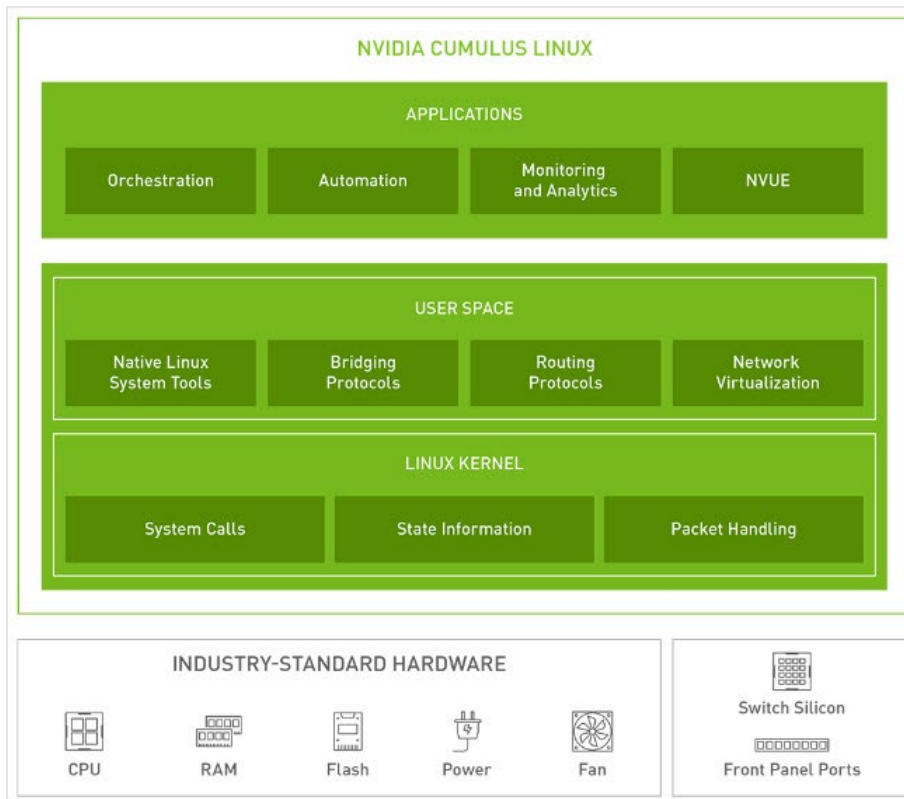 NVIDIA CUMULUS LINUX
APPLICATIONS
Orchestration
Automation
Monitoring
and Analytics
NVUE
USER SPACE
Native Linux
System Tools
Bridging
Protocols
Routing
Protocols
Network
Virtualization
LINUX KERNEL
System Calls
State Information
Packet Handling
INDUSTRY-STANDARD HARDWARE
CPU
RAM
Flash
Power
Fan
Switch Silicon
Front Panel Ports